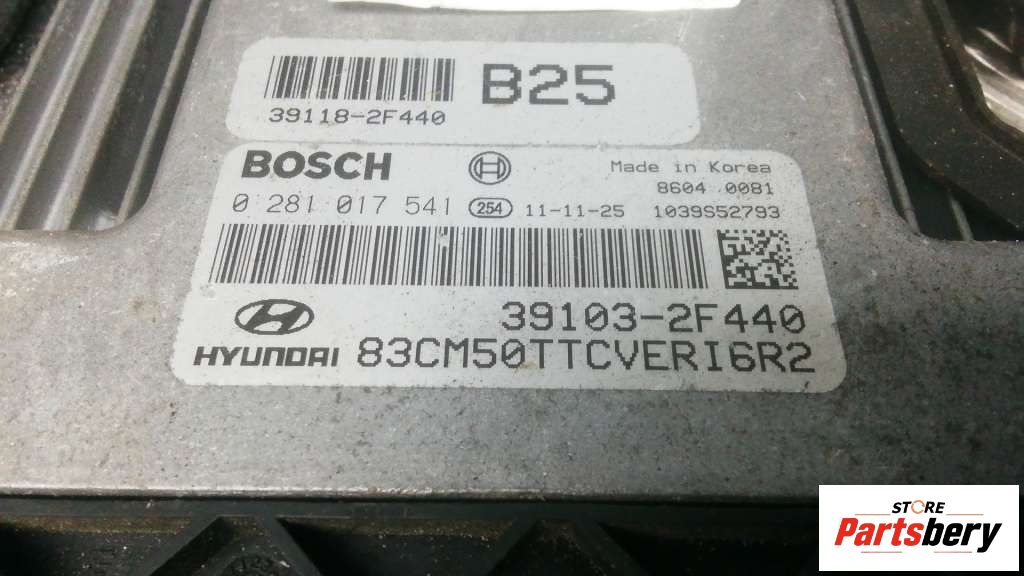 B25
39118-2F440
BOSCH
Made in Korea
8604 0081
0 281 017 541 254 11-11-25 1039S52793
39103-2F440
HYUNDAI 83CM50TTCVERI6R2
STORE
Partsbery